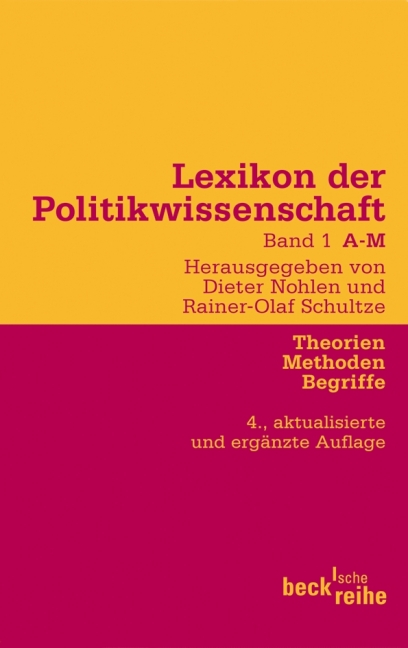 Lexikon der
Politikwissenschaft
Band 1 A-M
Herausgegeben von
Dieter Nohlen und
Rainer-Olaf Schultze
Theorien
Methoden
Begriffe
4., aktualisierte
und ergänzte Auflage
beck'sche
reihe